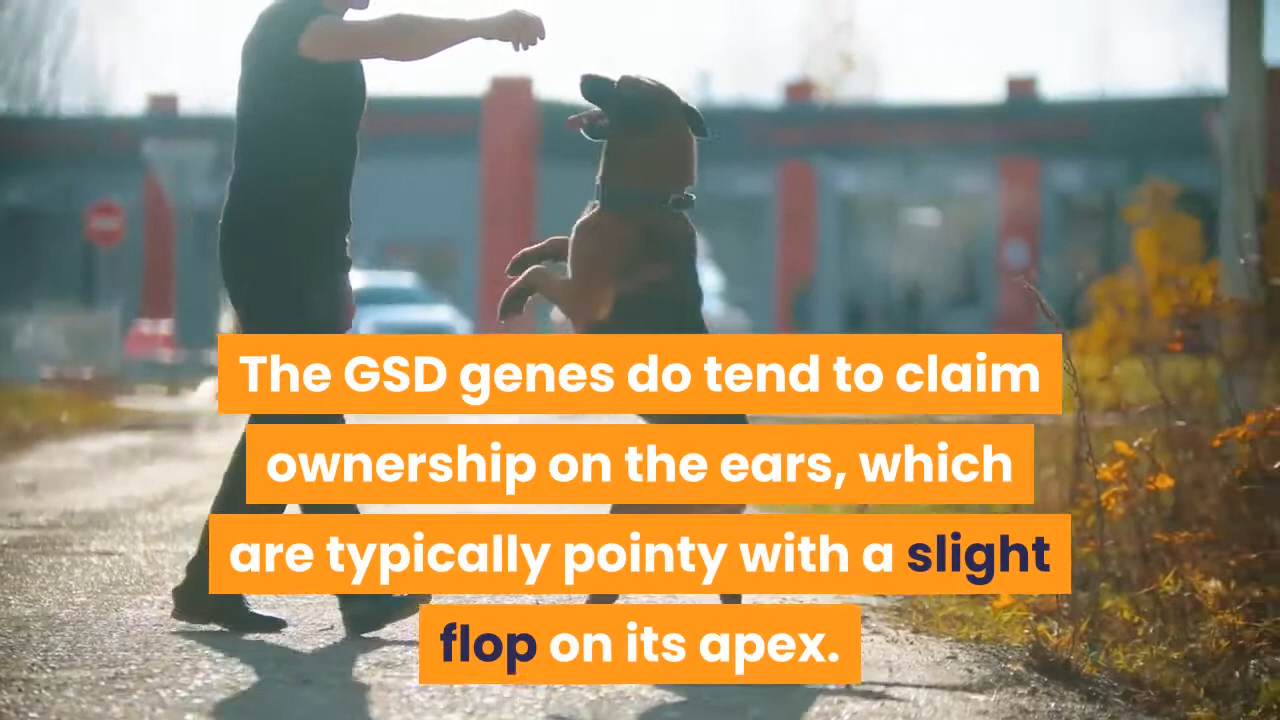 The GSD genes do tend to claim
ownership on the ears, which
are typically pointy with a slight
flop on its apex.